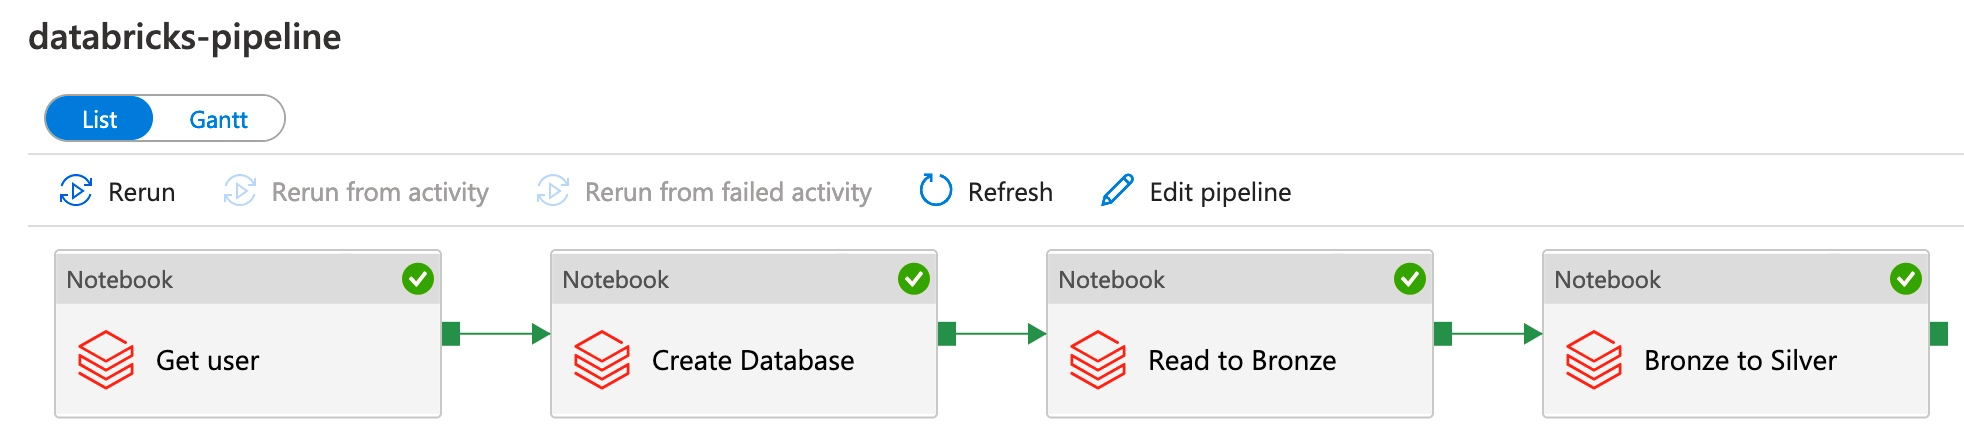 databricks-pipeline
List Gantt
Rerun Rerun from activity Rerun from failed activity Refresh Edit pipeline
Notebook Notebook Notebook Notebook
Get user Create Database Read to Bronze Bronze to Silver